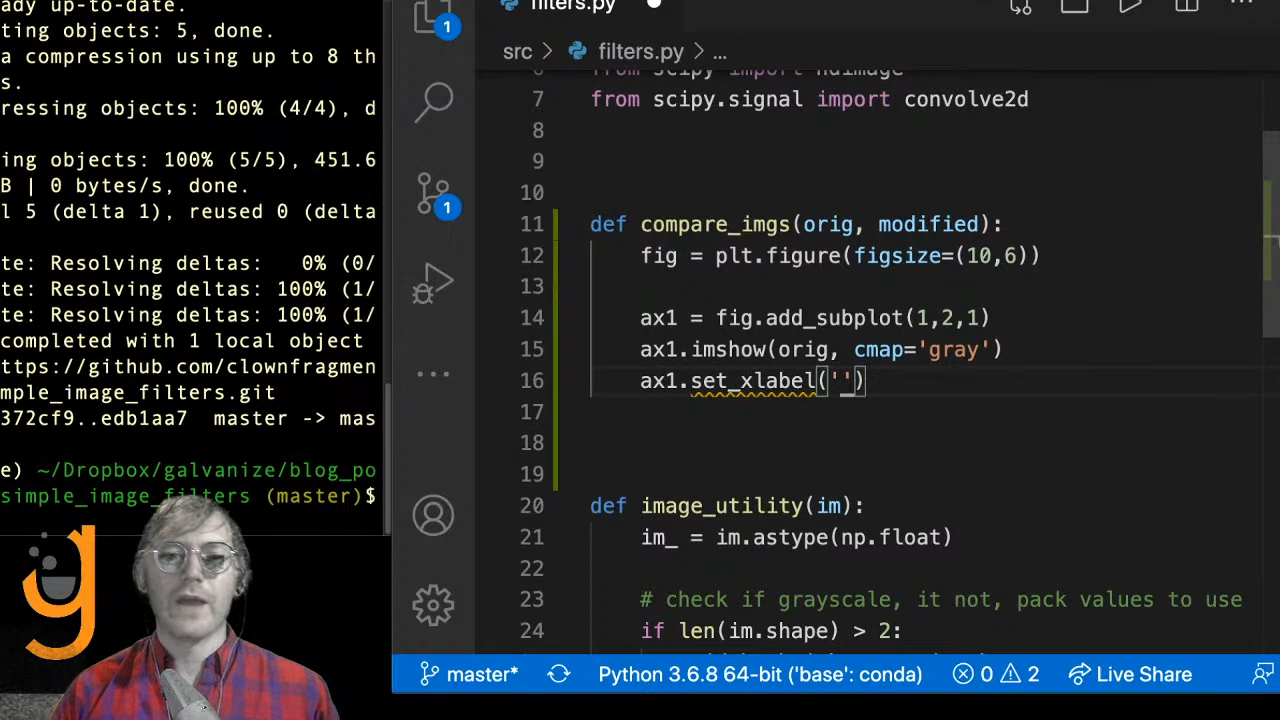 ady up-to-date.
ting objects: 5, done.
a compression using up to 8 th
s.
ressing objects: 100% (4/4), d
ing objects: 100% (5/5), 451.6
B | 0 bytes/s, done.
l 5 (delta 1), reused 0 (delta
te: Resolving deltas:   0% (0/
te: Resolving deltas: 100% (1/
te: Resolving deltas: 100% (1/
completed with 1 local object
ttps://github.com/clownfragmen
mple_image_filters.git
372cf9..edb1aa7  master -> mas
e) ~/Dropbox/galvanize/blog_po
simple_image_filters (master)$
g
1
1
filters.py
src > filters.py > ...
6 from scipy import ndimage
7 from scipy.signal import convolve2d
8
9
10
11 def compare_imgs(orig, modified):
12 fig = plt.figure(figsize=(10,6))
13
14 ax1 = fig.add_subplot(1,2,1)
15 ax1.imshow(orig, cmap='gray')
16 ax1.set_xlabel('')
17
18
19
20 def image_utility(im):
21 im_ = im.astype(np.float)
22
23 # check if grayscale, it not, pack values to use
24 if len(im.shape) > 2:
master* Python 3.6.8 64-bit ('base': conda) 0 2 Live Share